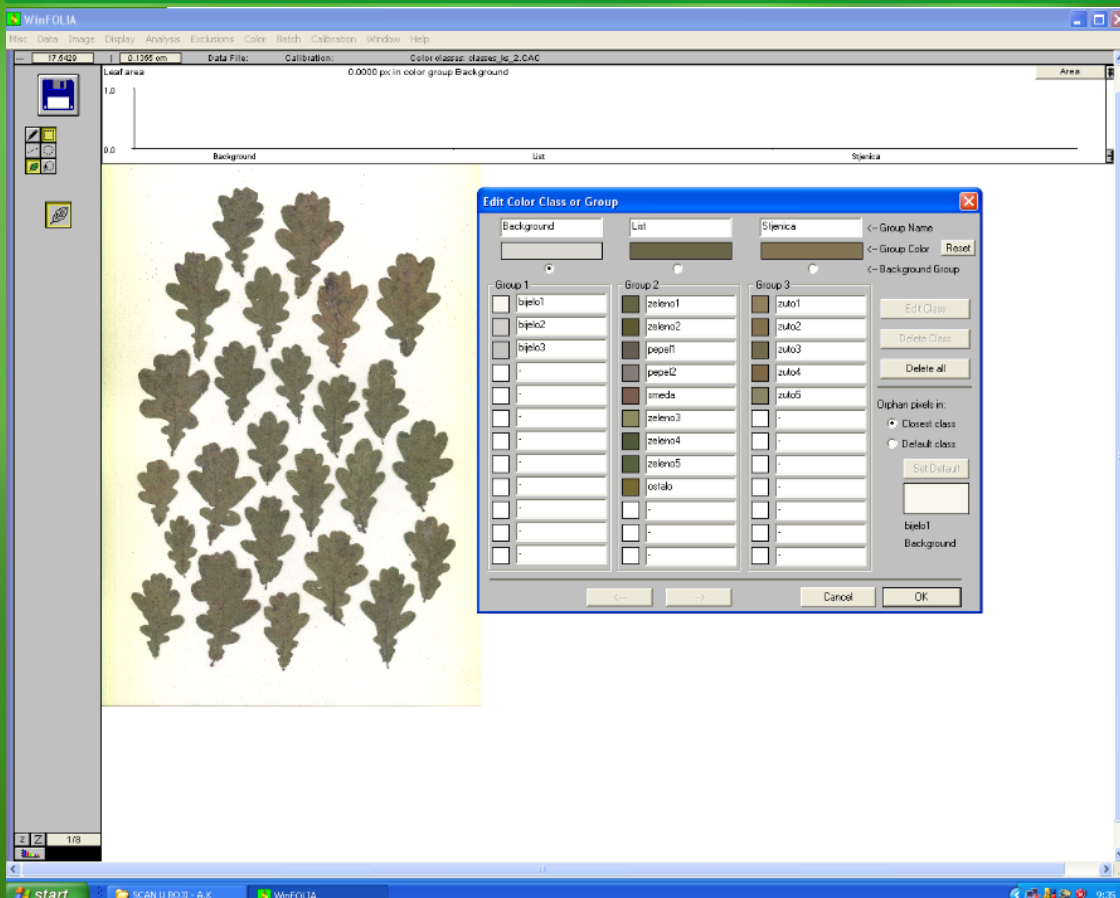 WinFOLIA
Misc Data Image Display Analysis Exclusions Color Batch Calibration Window Help
17.6429 0.1355 cm Data File: Calibration: Color classes: classes_ks_2.CAC
Leaf area 0.0000 px in color group Background Area
1.0
0.0
Background List Stjenica
Edit Color Class or Group
Background List Stjenica <-- Group Name
<-- Group Color Reset
<-- Background Group
Group 1 Group 2 Group 3
bijelo1 zeleno1 zuto1 Edit Class
bijelo2 zeleno2 zuto2
bijelo3 pepel1 zuto3 Delete Class
- pepel2 zuto4 Delete all
- smeda zuto5
- zeleno3 - Orphan pixels in:
- zeleno4 - Closest class
- zeleno5 - Default class
- ostalo - Set Default
- - -
- - - bijelo1
- - - Background
<--- ---> Cancel OK
2 Z 1/8
start SCAN U BOJI - A.K. WinFOLIA 9:35